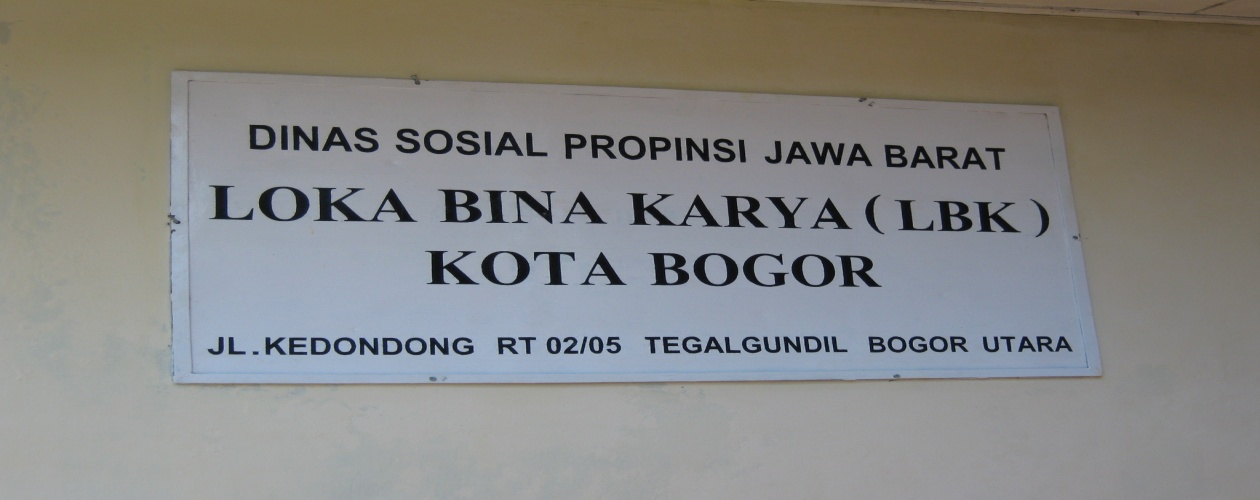 DINAS SOSIAL PROPINSI JAWA BARAT
LOKA BINA KARYA ( LBK )
KOTA BOGOR
JL.KEDONDONG RT 02/05 TEGALGUNDIL BOGOR UTARA